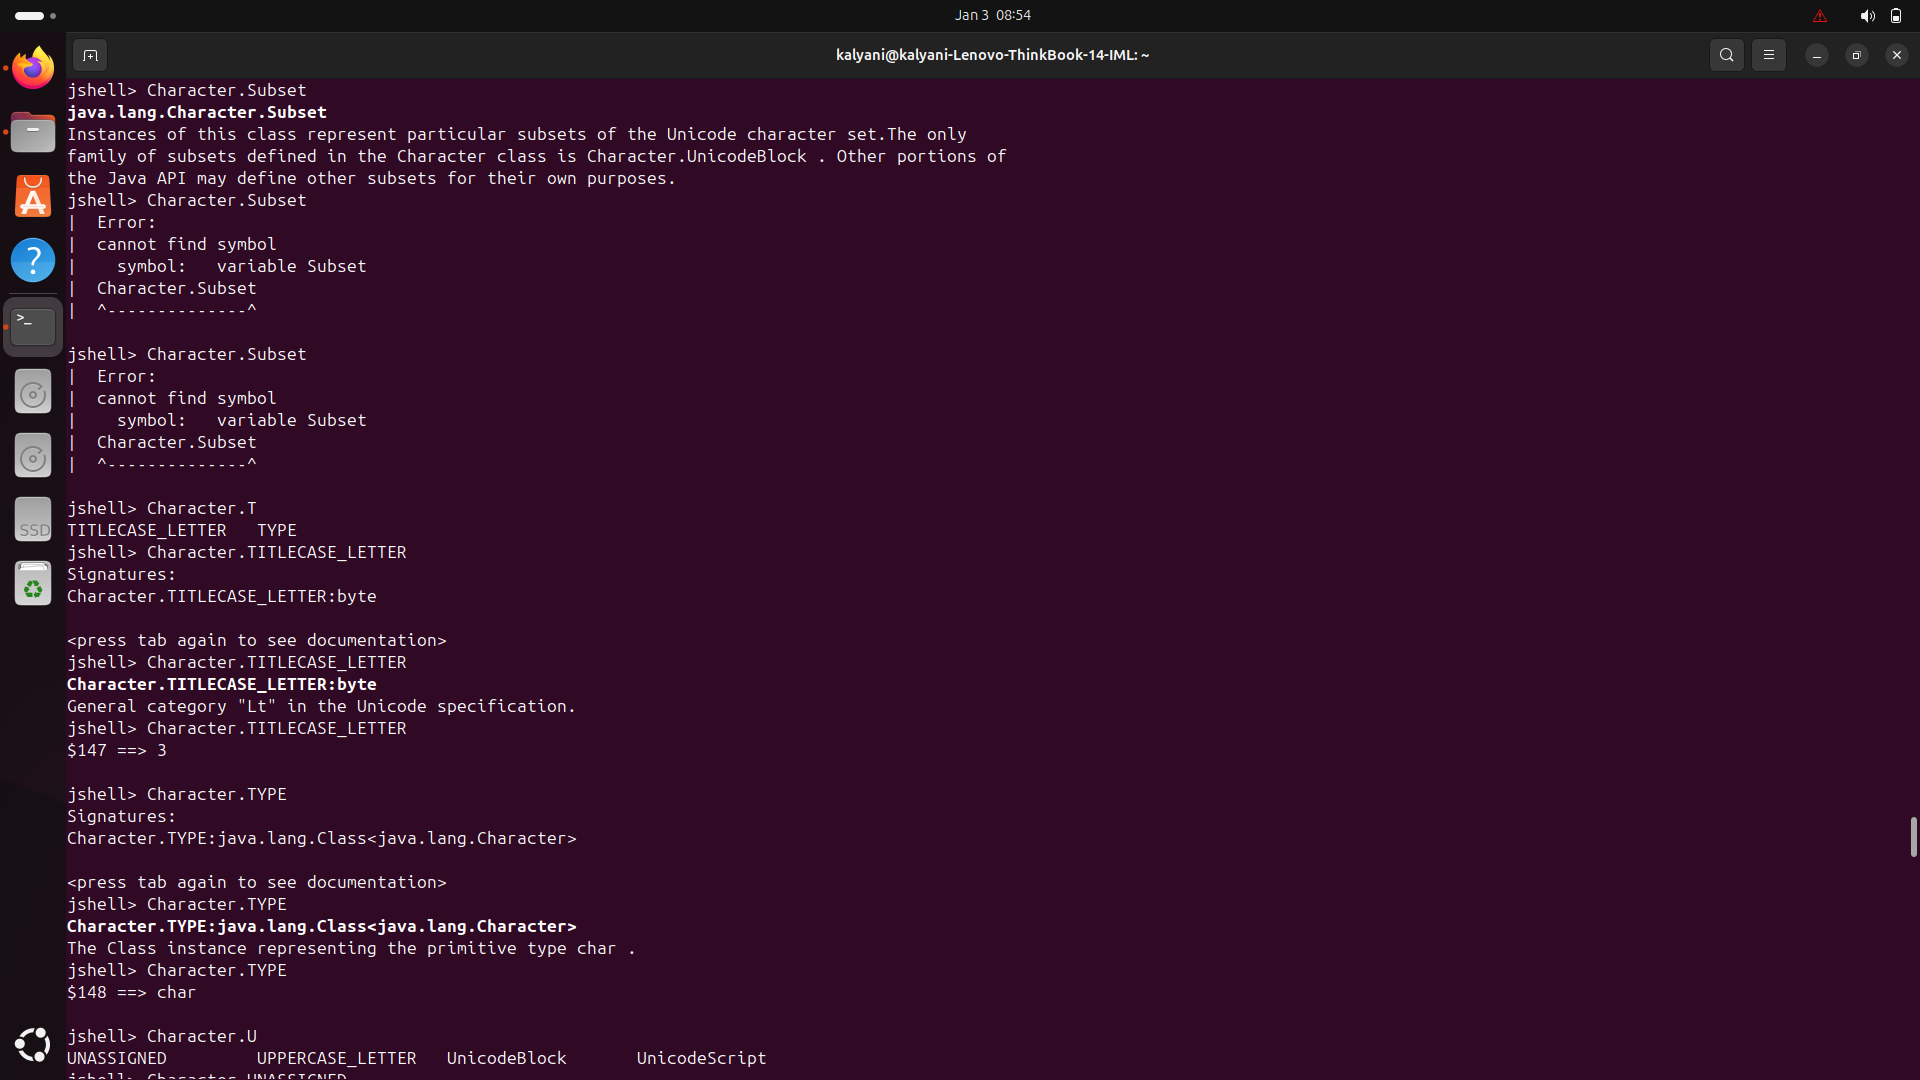 Jan 3 08:54
kalyani@kalyani-Lenovo-ThinkBook-14-IML: ~
jshell> Character.Subset
java.lang.Character.Subset
Instances of this class represent particular subsets of the Unicode character set.The only
family of subsets defined in the Character class is Character.UnicodeBlock . Other portions of
the Java API may define other subsets for their own purposes.
jshell> Character.Subset
|  Error:
|  cannot find symbol
|    symbol:   variable Subset
|  Character.Subset
|  ^--------------^
jshell> Character.Subset
|  Error:
|  cannot find symbol
|    symbol:   variable Subset
|  Character.Subset
|  ^--------------^
jshell> Character.T
TITLECASE_LETTER   TYPE
jshell> Character.TITLECASE_LETTER
Signatures:
Character.TITLECASE_LETTER:byte
<press tab again to see documentation>
jshell> Character.TITLECASE_LETTER
Character.TITLECASE_LETTER:byte
General category "Lt" in the Unicode specification.
jshell> Character.TITLECASE_LETTER
$147 ==> 3
jshell> Character.TYPE
Signatures:
Character.TYPE:java.lang.Class<java.lang.Character>
<press tab again to see documentation>
jshell> Character.TYPE
Character.TYPE:java.lang.Class<java.lang.Character>
The Class instance representing the primitive type char .
jshell> Character.TYPE
$148 ==> char
jshell> Character.U
UNASSIGNED         UPPERCASE_LETTER   UnicodeBlock       UnicodeScript
jshell> Character.UNASSIGNED
SSD